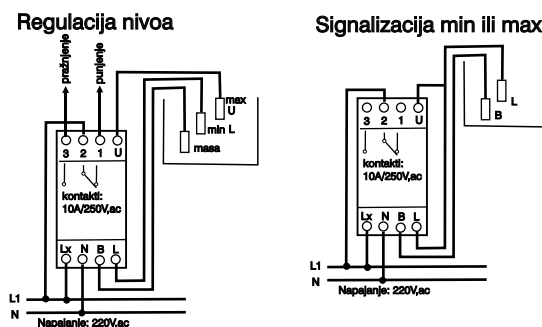 Regulacija nivoa
pražnjenje
punjenje
max
U
min L
masa
3 2 1 U
kontakti:
10A/250V,ac
Lx N B L
L1
N
Napajanje: 220V,ac
Signalizacija min ili max
L
B
3 2 1 U
kontakti:
10A/250V,ac
Lx N B L
L1
N
Napajanje: 220V,ac